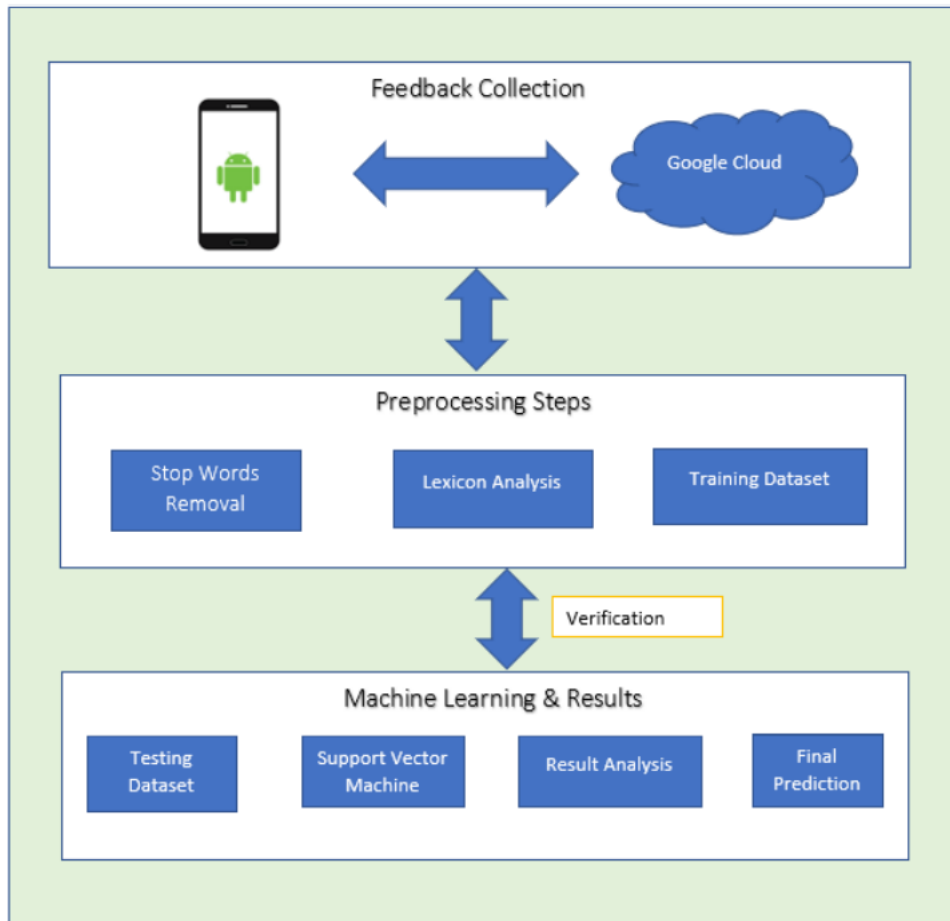 Feedback Collection
Google Cloud
Preprocessing Steps
Stop Words
Removal
Lexicon Analysis
Training Dataset
Verification
Machine Learning & Results
Testing
Dataset
Support Vector
Machine
Result Analysis
Final
Prediction